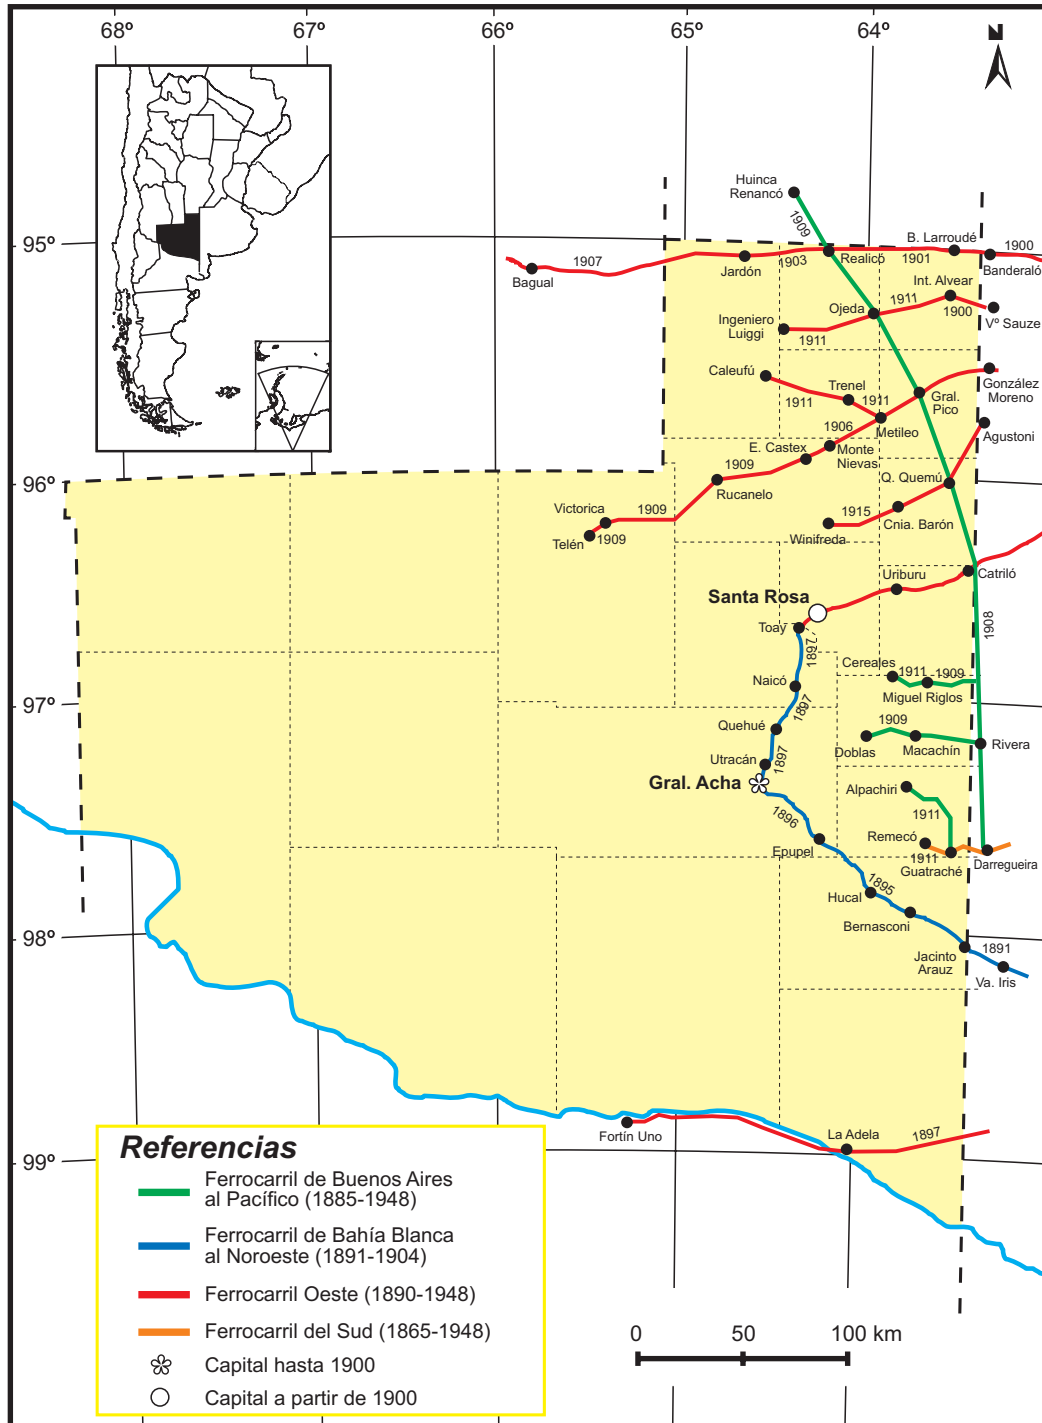 68º
67º
66º
65º
64º
N
Huinca
Renancó
1909
95º
B. Larroudé
1900
1907
1903
Realicó
1901
Banderaló
Jardón
Bagual
Int. Alvear
1911
Ojeda
1900
Vº Sauze
Ingeniero
Luiggi
1911
Caleufú
Trenel
González
Moreno
1911
1911
Gral.
Pico
Metileo
Agustoni
1906
E. Castex
Monte
Nievas
1909
96º
Rucanelo
Q. Quemú
Victorica
1909
1915
Cnia. Barón
Winifreda
Telén
1909
Uriburu
Catriló
Santa Rosa
Toay
1908
1897
Cereales
1911
1909
Naicó
Miguel Riglos
97º
1897
Quehué
1909
Doblas
Macachín
Rivera
Utracán
1897
Gral. Acha
Alpachiri
1896
1911
Remecó
Epupel
1911
Guatraché
Darregueira
1895
Hucal
Bernasconi
98º
Jacinto
Arauz
1891
Va. Iris
Fortín Uno
La Adela
1897
99º
Referencias
Ferrocarril de Buenos Aires
al Pacífico (1885-1948)
Ferrocarril de Bahía Blanca
al Noroeste (1891-1904)
Ferrocarril Oeste (1890-1948)
Ferrocarril del Sud (1865-1948)
Capital hasta 1900
Capital a partir de 1900
0
50
100 km